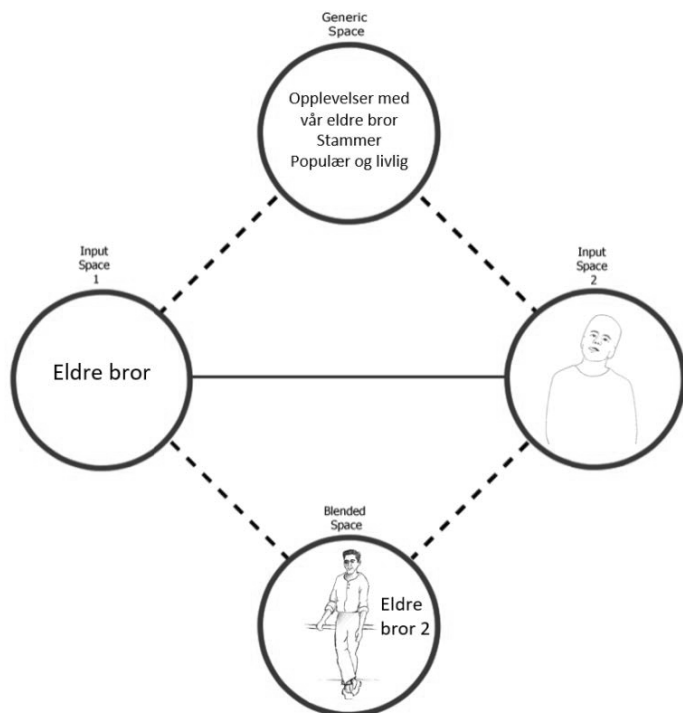 Generic
Space
Opplevelser med
vår eldre bror
Stammer
Populær og livlig
Input
Space
1
Eldre bror
Input
Space
2
Blended
Space
Eldre
bror 2